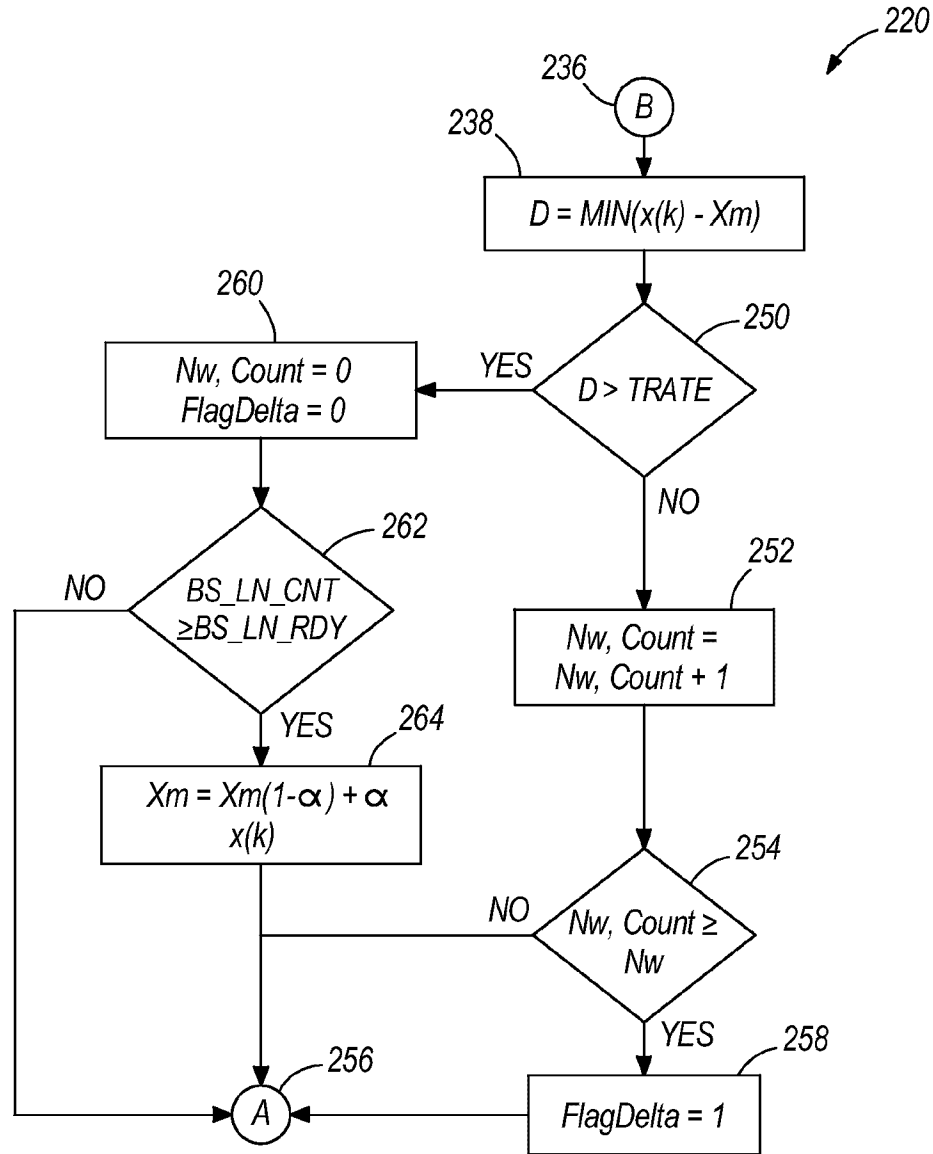 220
236
B
238
D = MIN(x(k) - Xm)
260
250
Nw, Count = 0
FlagDelta = 0
YES
D > TRATE
NO
262
NO
BS_LN_CNT
≥BS_LN_RDY
252
Nw, Count =
Nw, Count + 1
YES
264
Xm = Xm(1-α) + α
x(k)
254
NO
Nw, Count ≥
Nw
YES
256
A
258
FlagDelta = 1